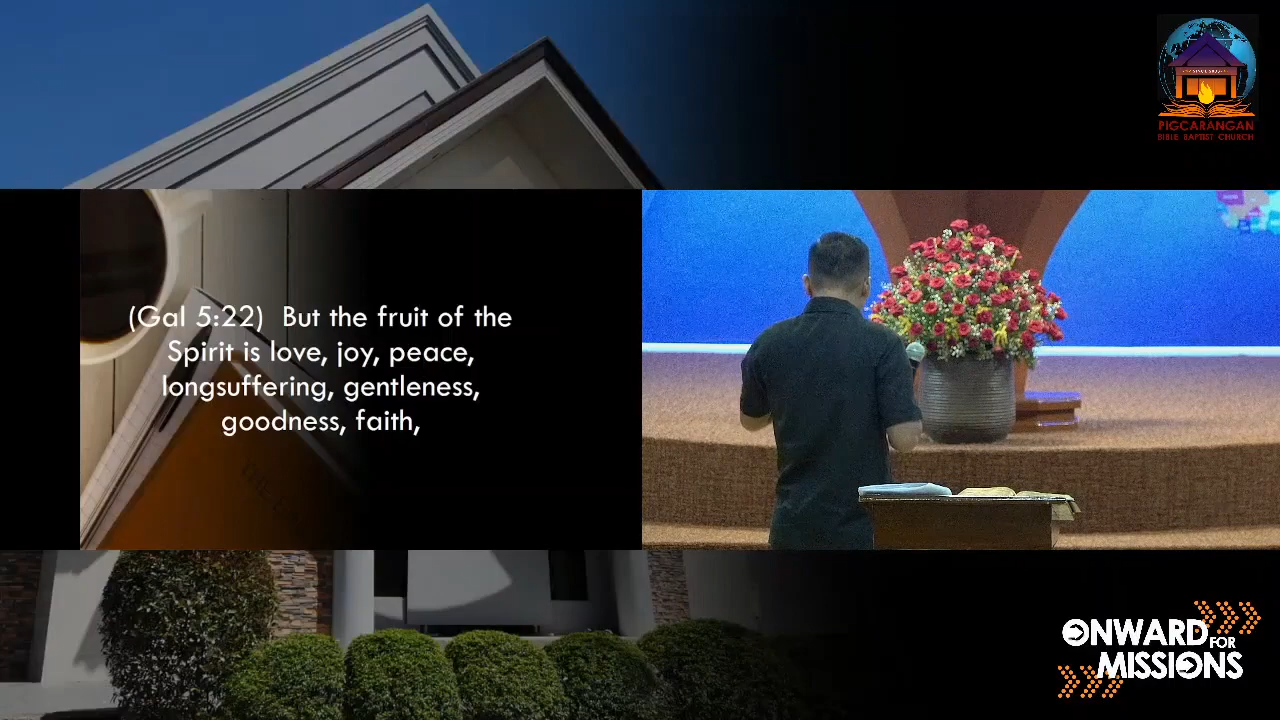 PIGCARANGAN
BIBLE BAPTIST CHURCH
(Gal 5:22)  But the fruit of the
Spirit is love, joy, peace,
longsuffering, gentleness,
goodness, faith,
ONWARD
FOR
MISSIONS